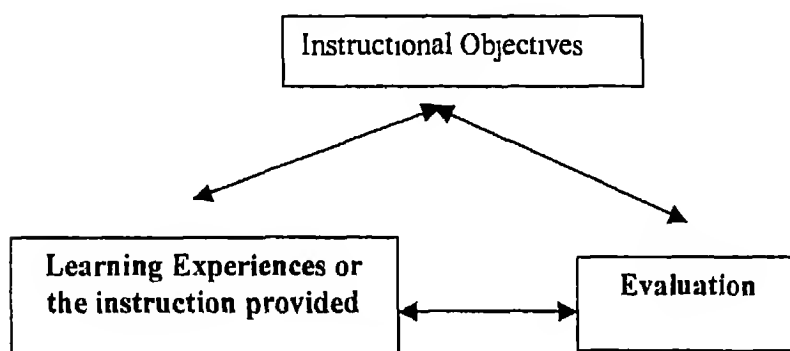 Instructional Objectives
Learning Experiences or
the instruction provided
Evaluation